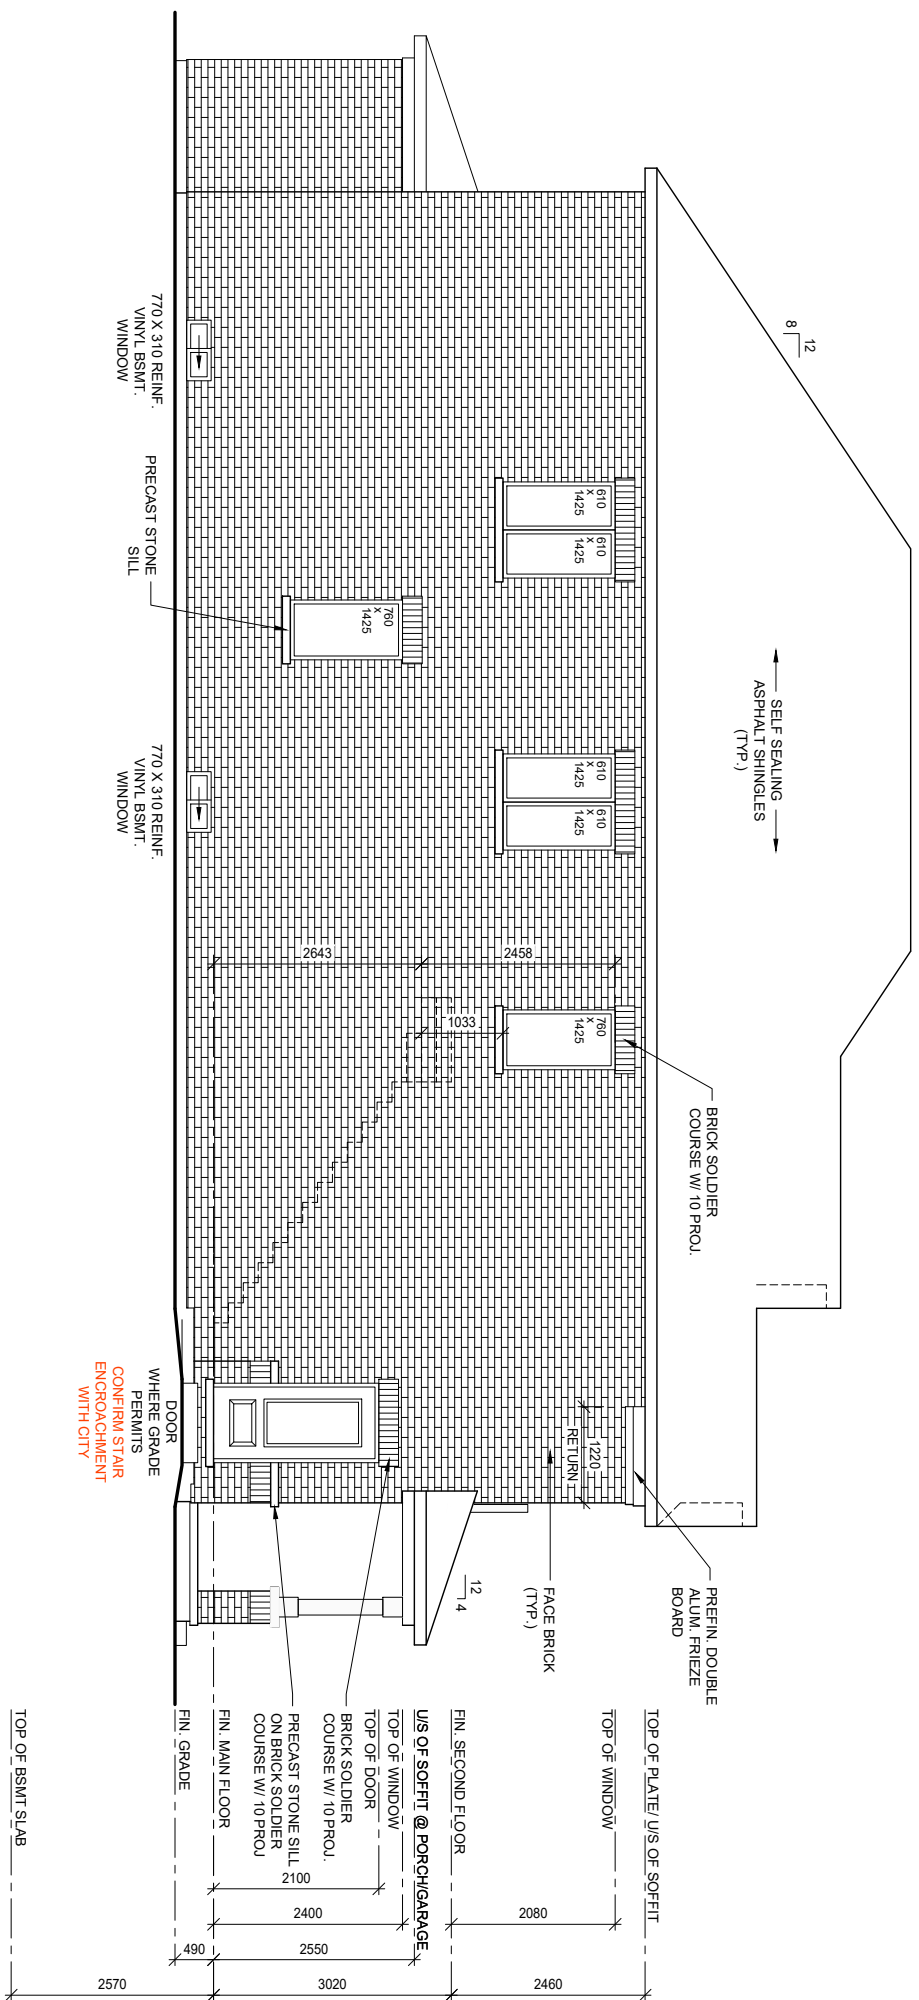 12
8
SELF SEALING
ASPHALT SHINGLES
(TYP.)
BRICK SOLDIER
COURSE W/ 10 PROJ.
PREFIN. DOUBLE
ALUM. FRIEZE
BOARD
FACE BRICK
(TYP.)
12
4
1220
RETURN
610
x
1425
610
x
1425
610
x
1425
610
x
1425
760
x
1425
760
x
1425
2458
2643
1033
770 X 310 REINF.
VINYL BSMT.
WINDOW
PRECAST STONE
SILL
770 X 310 REINF.
VINYL BSMT.
WINDOW
DOOR
WHERE GRADE
PERMITS
CONFIRM STAIR
ENCROACHMENT
WITH CITY
TOP OF PLATE/ U/S OF SOFFIT
TOP OF WINDOW
FIN. SECOND FLOOR
U/S OF SOFFIT @ PORCH/GARAGE
TOP OF WINDOW
TOP OF DOOR
BRICK SOLDIER
COURSE W/ 10 PROJ.
PRECAST STONE SILL
ON BRICK SOLDIER
COURSE W/ 10 PROJ
FIN. MAIN FLOOR
FIN. GRADE
TOP OF BSMT SLAB
2080
2100
2400
2550
490
2460
3020
2570